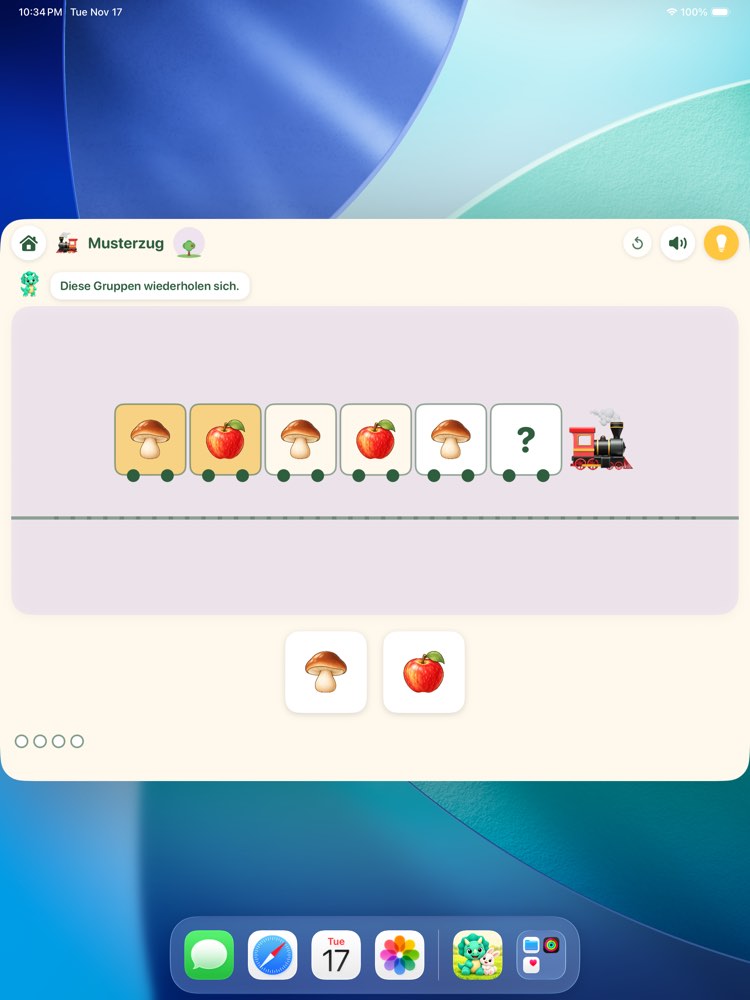 10:34 PM Tue Nov 17
100%
Musterzug
Diese Gruppen wiederholen sich.
?
Tue
17